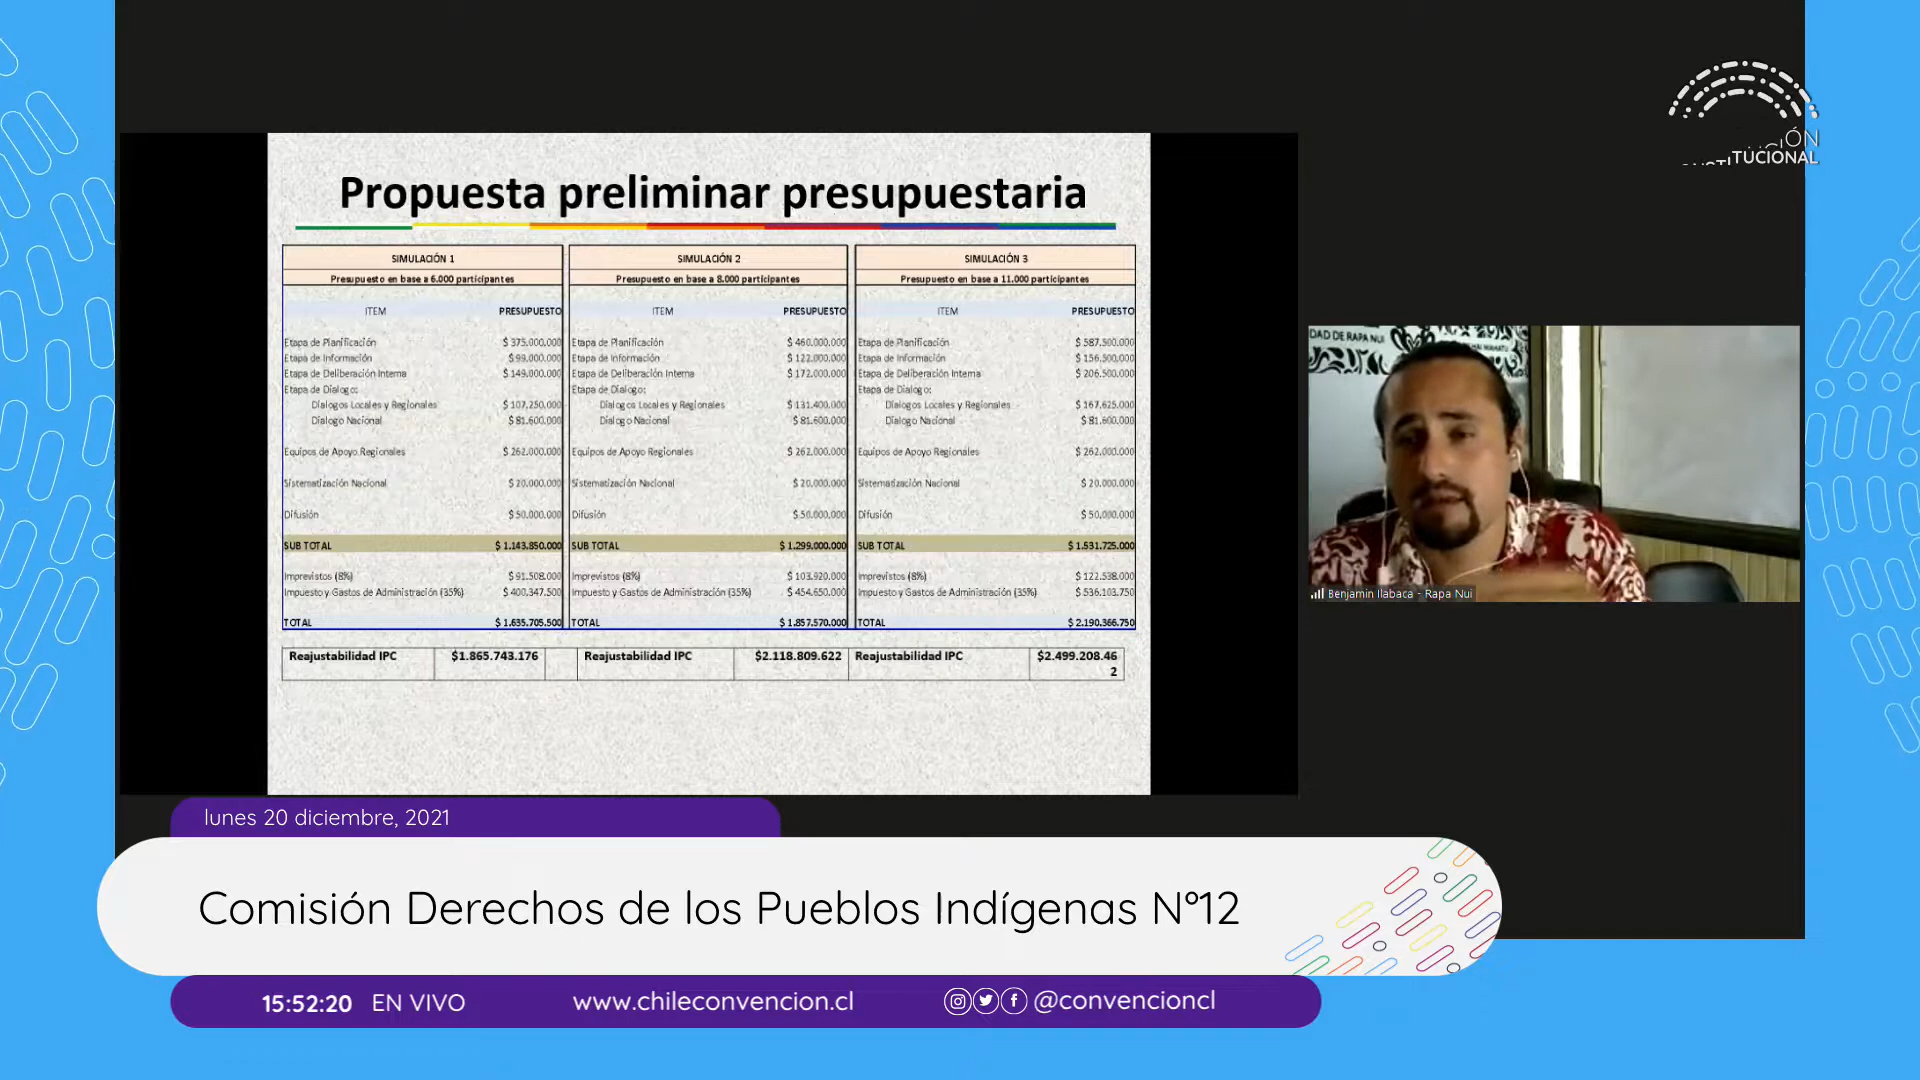 ÓN
TUCIONAL
Propuesta preliminar presupuestaria
SIMULACIÓN 1 SIMULACIÓN 2 SIMULACIÓN 3
Presupuesto en base a 6.000 participantes Presupuesto en base a 8.000 participantes Presupuesto en base a 11.000 participantes
ITEM PRESUPUESTO ITEM PRESUPUESTO ITEM PRESUPUESTO
Etapa de Planificación $ 375.000.000 Etapa de Planificación $ 460.000.000 Etapa de Planificación $ 587.500.000
Etapa de Información $ 99.000.000 Etapa de Información $ 122.000.000 Etapa de Información $ 156.500.000
Etapa de Deliberación Interna $ 149.000.000 Etapa de Deliberación Interna $ 172.000.000 Etapa de Deliberación Interna $ 206.500.000
Etapa de Dialogo: Etapa de Dialogo: Etapa de Dialogo:
Dialogos Locales y Regionales $ 107.250.000 Dialogos Locales y Regionales $ 131.400.000 Dialogos Locales y Regionales $ 167.625.000
Dialogo Nacional $ 81.600.000 Dialogo Nacional $ 81.600.000 Dialogo Nacional $ 81.600.000
Equipos de Apoyo Regionales $ 262.000.000 Equipos de Apoyo Regionales $ 262.000.000 Equipos de Apoyo Regionales $ 262.000.000
Sistematización Nacional $ 20.000.000 Sistematización Nacional $ 20.000.000 Sistematización Nacional $ 20.000.000
Difusión $ 50.000.000 Difusión $ 50.000.000 Difusión $ 50.000.000
SUB TOTAL $ 1.143.850.000 SUB TOTAL $ 1.299.000.000 SUB TOTAL $ 1.531.725.000
Imprevistos (8%) $ 91.508.000 Imprevistos (8%) $ 103.920.000 Imprevistos (8%) $ 122.538.000
Impuesto y Gastos de Administración (35%) $ 400.347.500 Impuesto y Gastos de Administración (35%) $ 454.650.000 Impuesto y Gastos de Administración (35%) $ 536.103.750
TOTAL $ 1.635.705.500 TOTAL $ 1.857.570.000 TOTAL $ 2.190.366.750
Reajustabilidad IPC $1.865.743.176 Reajustabilidad IPC $2.118.809.622 Reajustabilidad IPC $2.499.208.46
2
DAD DE RAPA NUI
Benjamin Ilabaca - Rapa Nui
lunes 20 diciembre, 2021
Comisión Derechos de los Pueblos Indígenas N°12
15:52:20 EN VIVO www.chileconvencion.cl @convencioncl